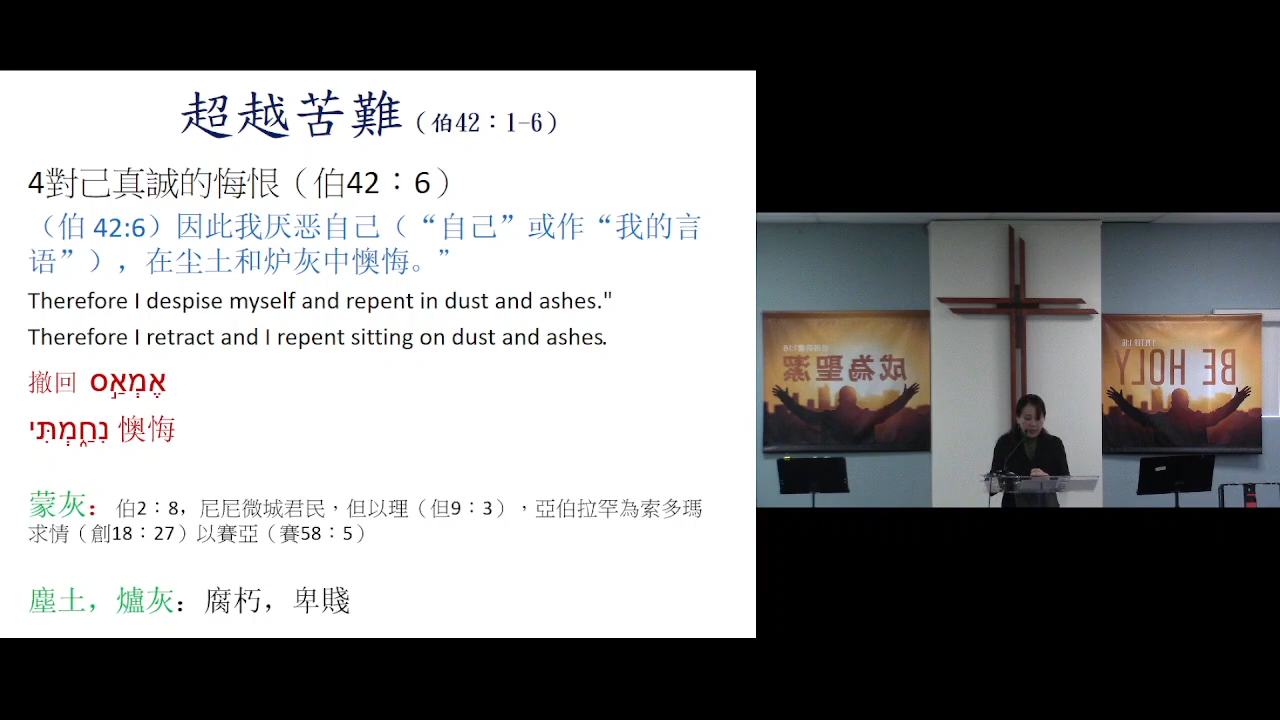 超越苦難（伯42：1-6）
4對己真誠的悔恨（伯42：6）
（伯 42:6）因此我厌恶自己（“自己”或作“我的言
语”），在尘土和炉灰中懊悔。”
Therefore I despise myself and repent in dust and ashes."
Therefore I retract and I repent sitting on dust and ashes.
撤回 אֶמְאַ֣ס
נִחַ֑מְתִּי 懊悔
蒙灰：伯2：8，尼尼微城君民，但以理（但9：3），亞伯拉罕為索多瑪
求情（創18：27）以賽亞（賽58：5）
塵土，爐灰：腐朽，卑賤
成為聖潔
1 PETER 1:16
BE HOLY